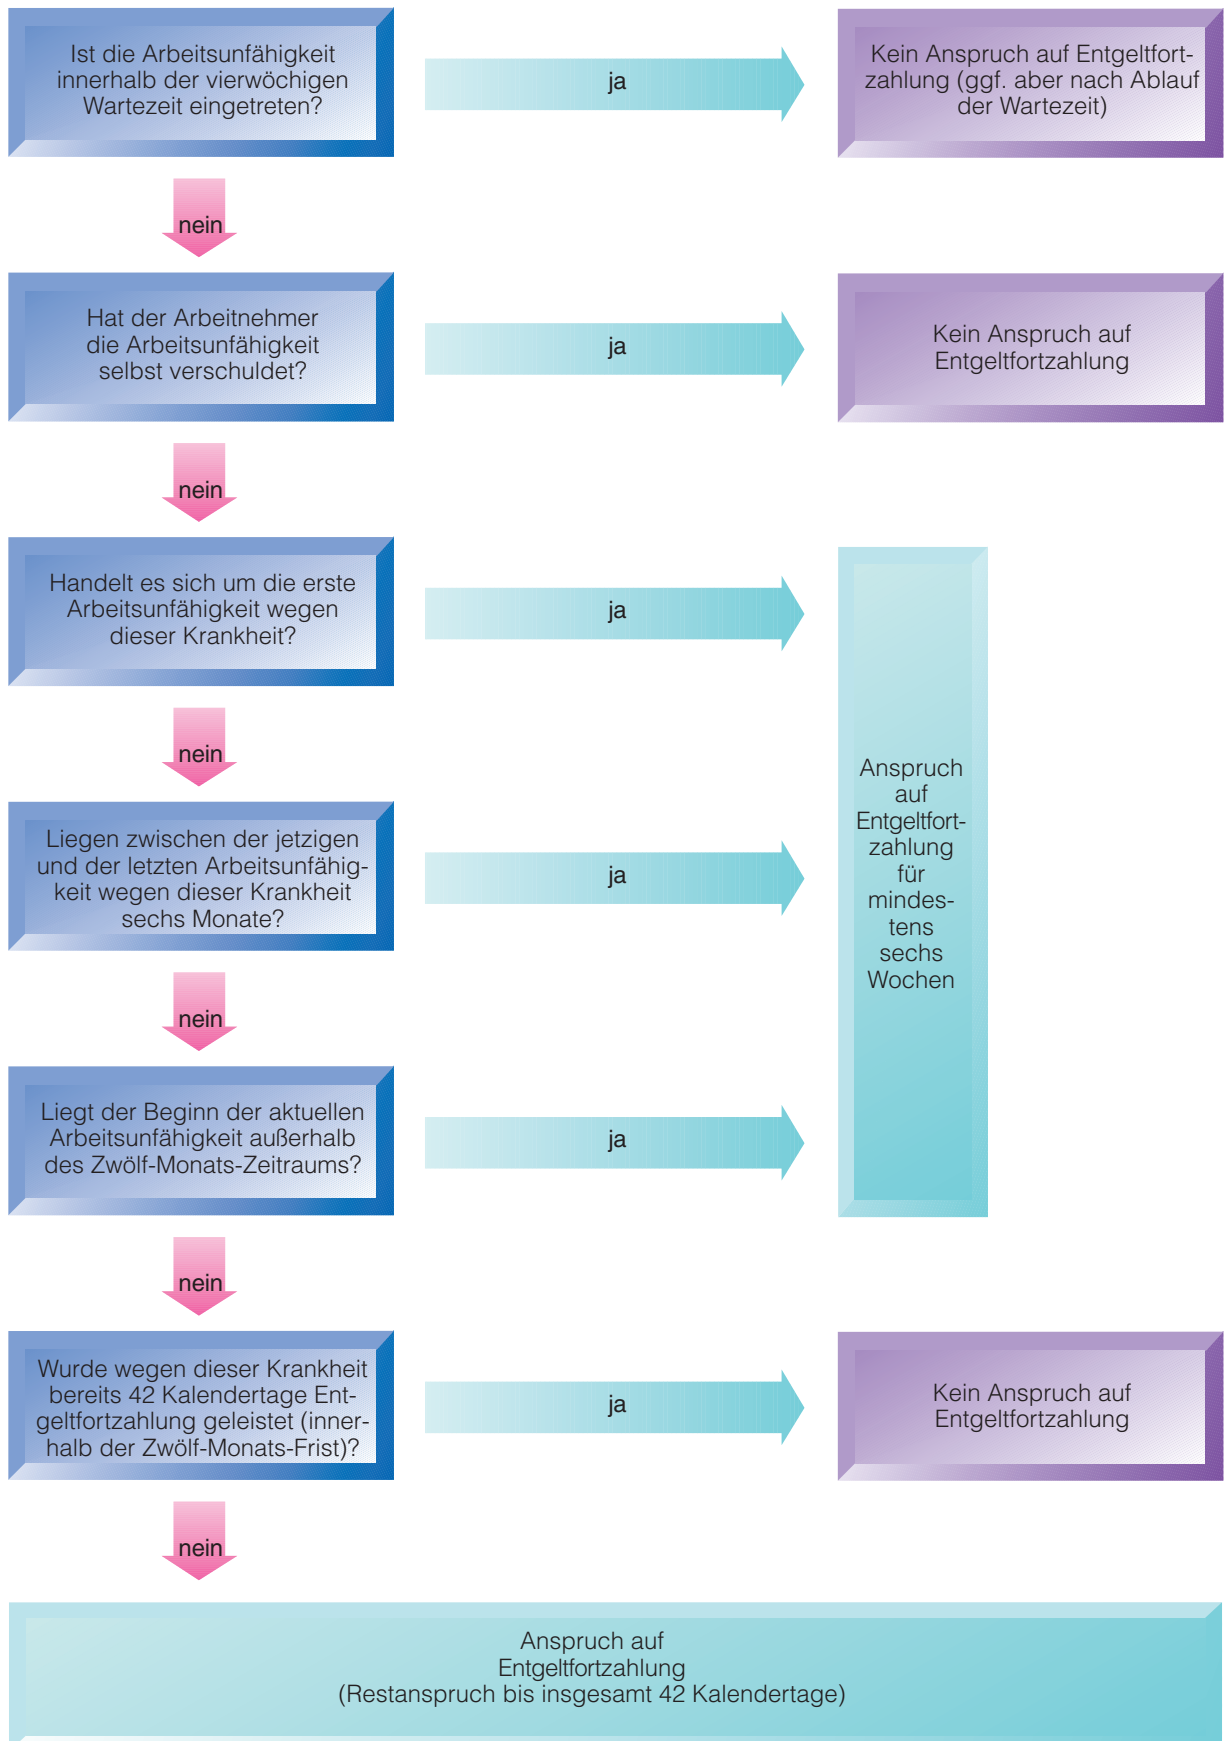 Ist die Arbeitsunfähigkeit
innerhalb der vierwöchigen
Wartezeit eingetreten?
ja
Kein Anspruch auf Entgeltfort-
zahlung (ggf. aber nach Ablauf
der Wartezeit)
nein
Hat der Arbeitnehmer
die Arbeitsunfähigkeit
selbst verschuldet?
ja
Kein Anspruch auf
Entgeltfortzahlung
nein
Handelt es sich um die erste
Arbeitsunfähigkeit wegen
dieser Krankheit?
ja
nein
Liegen zwischen der jetzigen
und der letzten Arbeitsunfähig-
keit wegen dieser Krankheit
sechs Monate?
ja
Anspruch
auf
Entgeltfort-
zahlung
für
mindes-
tens
sechs
Wochen
nein
Liegt der Beginn der aktuellen
Arbeitsunfähigkeit außerhalb
des Zwölf-Monats-Zeitraums?
ja
nein
Wurde wegen dieser Krankheit
bereits 42 Kalendertage Ent-
geltfortzahlung geleistet (inner-
halb der Zwölf-Monats-Frist)?
ja
Kein Anspruch auf
Entgeltfortzahlung
nein
Anspruch auf
Entgeltfortzahlung
(Restanspruch bis insgesamt 42 Kalendertage)